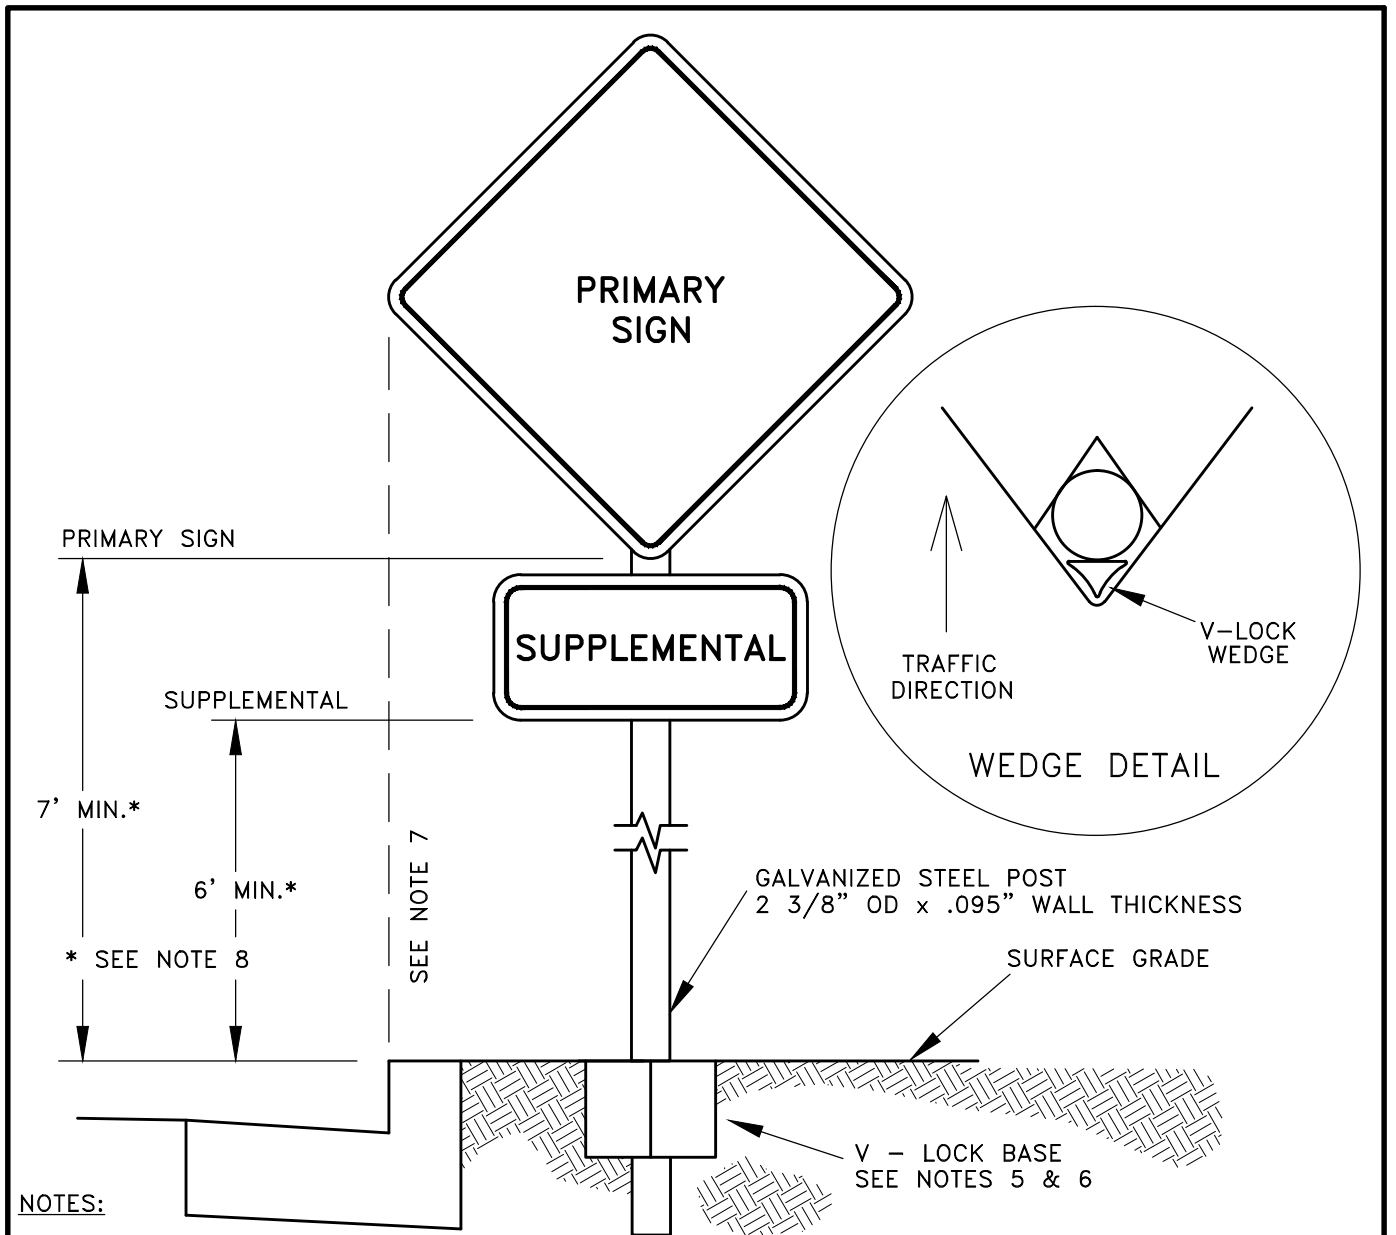 PRIMARY
SIGN
PRIMARY SIGN
SUPPLEMENTAL
V-LOCK
WEDGE
TRAFFIC
DIRECTION
SUPPLEMENTAL
WEDGE DETAIL
7' MIN.*
SEE NOTE 7
6' MIN.*
GALVANIZED STEEL POST
2 3/8" OD x .095" WALL THICKNESS
* SEE NOTE 8
SURFACE GRADE
V - LOCK BASE
SEE NOTES 5 & 6
NOTES: